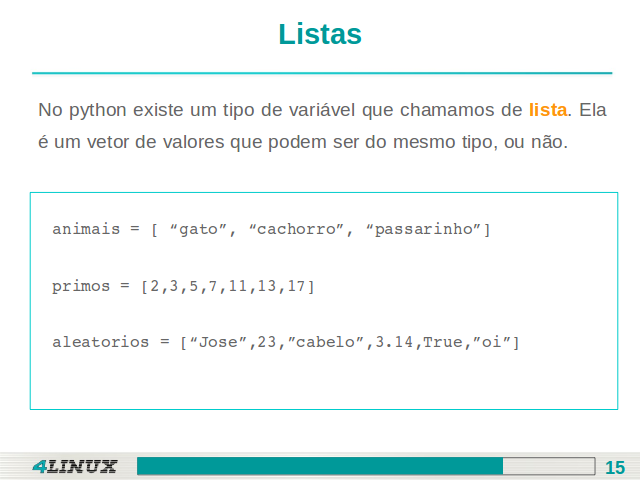 Listas
No python existe um tipo de variável que chamamos de lista. Ela
é um vetor de valores que podem ser do mesmo tipo, ou não.
animais = [ “gato”, “cachorro”, “passarinho”]
primos = [2,3,5,7,11,13,17]
aleatorios = [“Jose”,23,”cabelo”,3.14,True,”oi”]
4LINUX
15